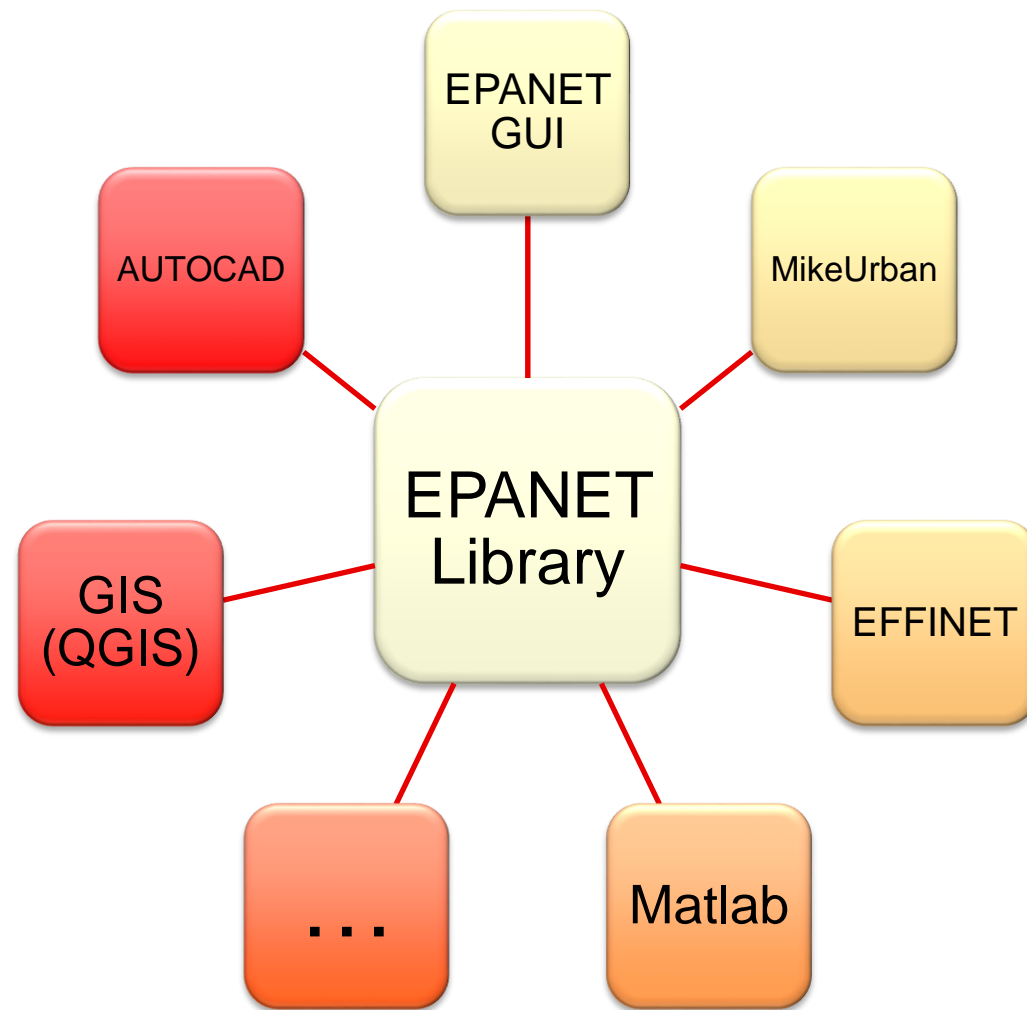 EPANET
GUI
AUTOCAD
MikeUrban
EPANET
Library
GIS
(QGIS)
EFFINET
...
Matlab